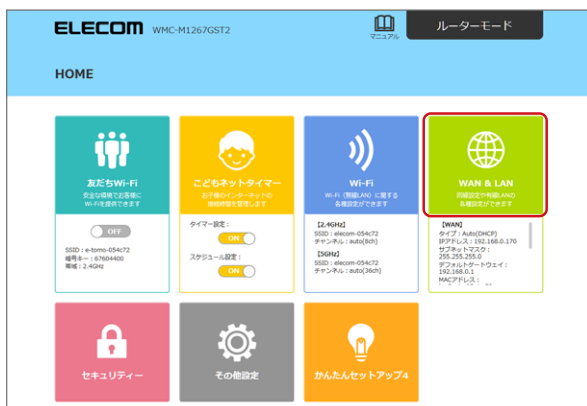 ELECOM WMC-M1267GST2
マニュアル
ルーターモード
HOME
友だちWi-Fi
安全な環境でお客様に
Wi-Fiを提供できます
OFF
SSID : e-tomo-054c72
暗号キー : 67604400
帯域 : 2.4GHz
こどもネットタイマー
お子様のインターネットの
接続時間を管理します
タイマー設定 :
ON
スケジュール設定 :
ON
Wi-Fi
Wi-Fi（無線LAN）に関する
各種設定ができます
【2.4GHz】
SSID : elecom-054c72
チャンネル : auto(6ch)
【5GHz】
SSID : elecom-054c72
チャンネル : auto(36ch)
WAN & LAN
回線設定や有線LANの
各種設定ができます
【WAN】
タイプ : Auto(DHCP)
IPアドレス : 192.168.0.170
サブネットマスク :
255.255.255.0
デフォルトゲートウェイ :
192.168.0.1
MACアドレス :
セキュリティー
その他設定
かんたんセットアップ4